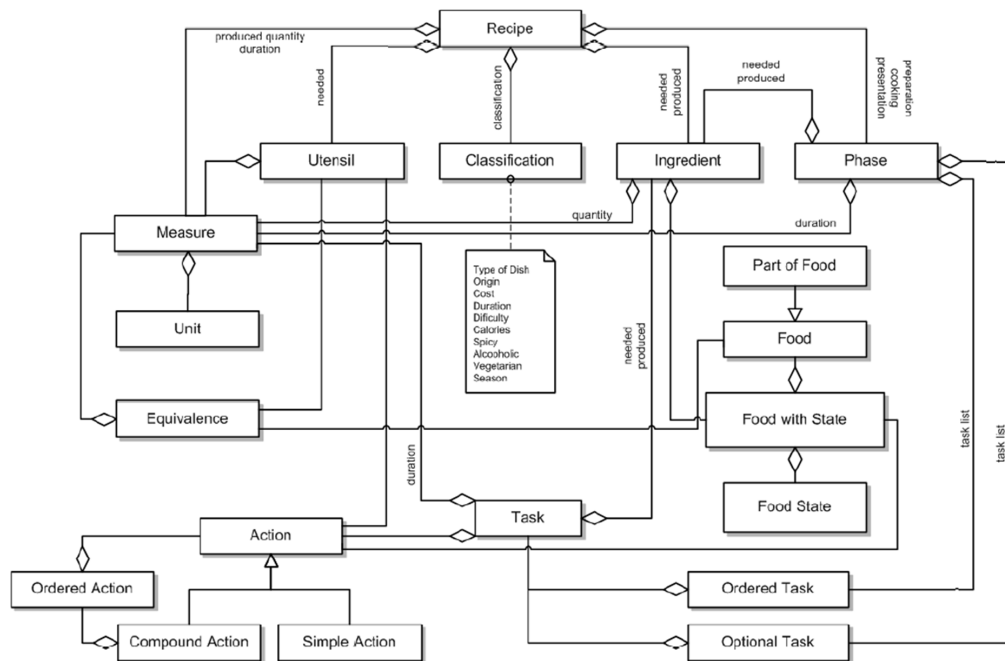 Recipe
produced quantity
duration
needed
classification
needed
produced
needed
produced
preparation
cooking
presentation
Utensil
Classification
Ingredient
Phase
Measure
quantity
duration
Unit
Type of Dish
Origin
Cost
Duration
Dificulty
Calories
Spicy
Alcooholic
Vegetarian
Season
Part of Food
Food
needed
produced
Equivalence
Food with State
task list
task list
duration
Food State
Action
Task
Ordered Action
Ordered Task
Compound Action
Simple Action
Optional Task